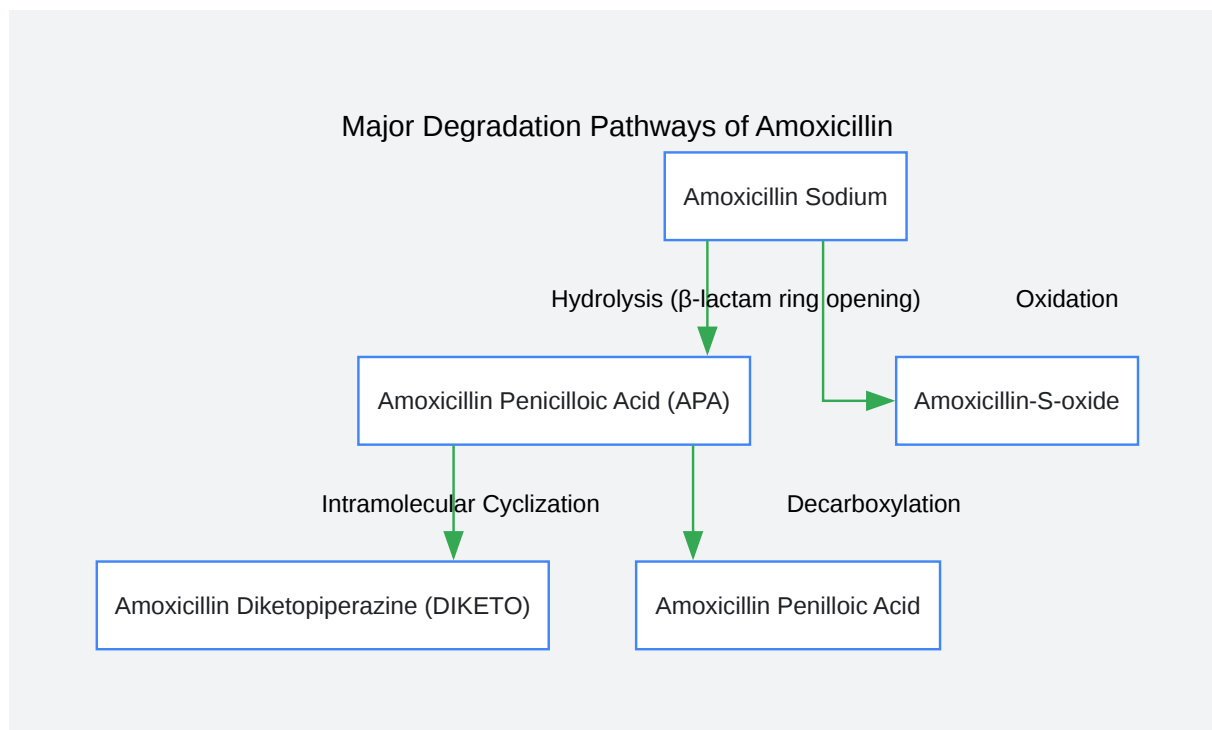 Major Degradation Pathways of Amoxicillin
Amoxicillin Sodium
Hydrolysis (β-lactam ring opening)
Oxidation
Amoxicillin Penicilloic Acid (APA)
Amoxicillin-S-oxide
Intramolecular Cyclization
Decarboxylation
Amoxicillin Diketopiperazine (DIKETO)
Amoxicillin Penilloic Acid